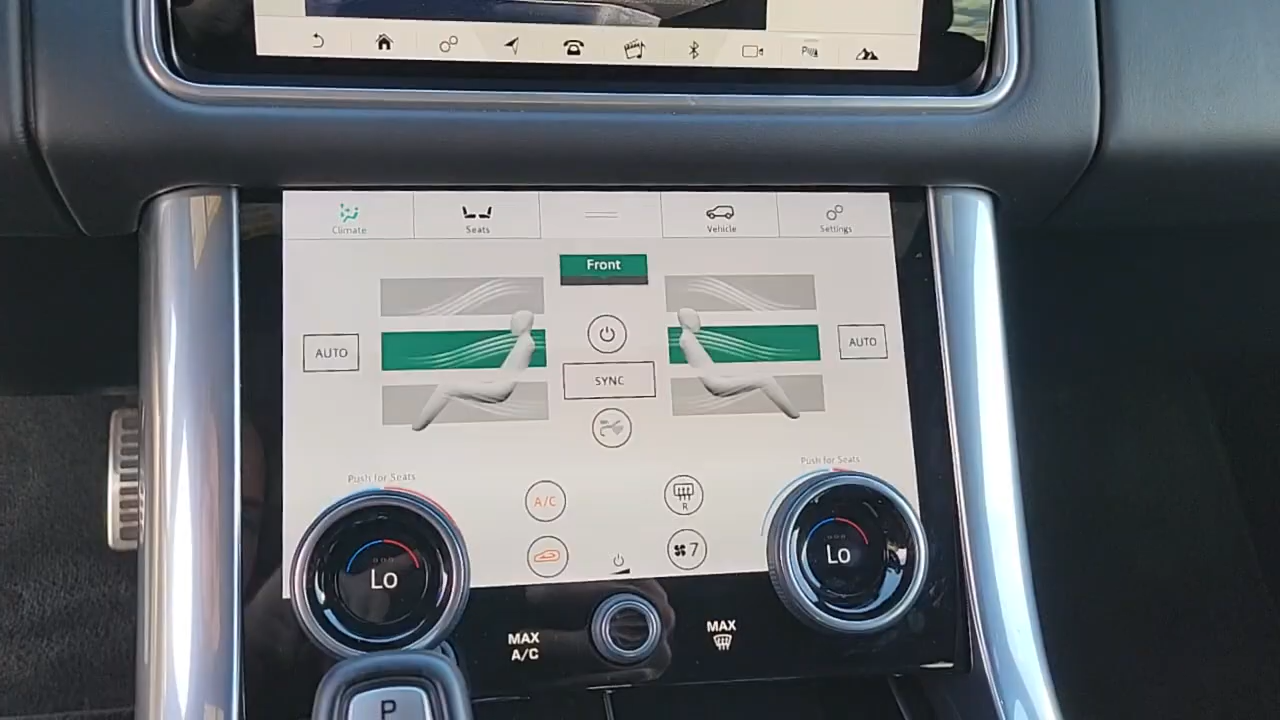 Climate
Seats
Vehicle
Settings
Front
AUTO
AUTO
SYNC
Push for Seats
Push for Seats
A/C
R
7
Lo
Lo
MAX
A/C
MAX
P